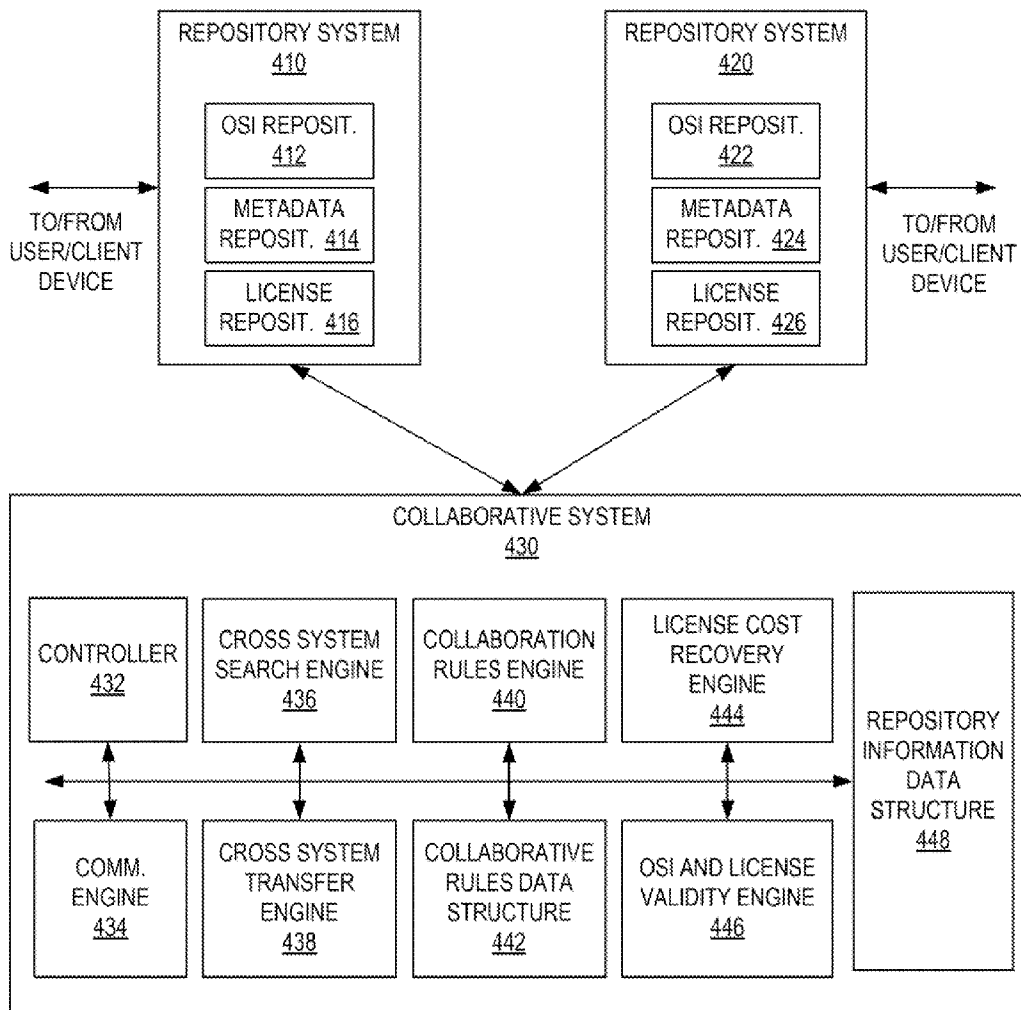 REPOSITORY SYSTEM
410
OSI REPOSIT.
412
METADATA
REPOSIT. 414
LICENSE
REPOSIT. 416
REPOSITORY SYSTEM
420
OSI REPOSIT.
422
METADATA
REPOSIT. 424
LICENSE
REPOSIT. 426
TO/FROM
USER/CLIENT
DEVICE
TO/FROM
USER/CLIENT
DEVICE
COLLABORATIVE SYSTEM
430
CONTROLLER
432
CROSS SYSTEM
SEARCH ENGINE
436
COLLABORATION
RULES ENGINE
440
LICENSE COST
RECOVERY
ENGINE
444
REPOSITORY
INFORMATION
DATA
STRUCTURE
448
COMM.
ENGINE
434
CROSS SYSTEM
TRANSFER
ENGINE
438
COLLABORATIVE
RULES DATA
STRUCTURE
442
OSI AND LICENSE
VALIDITY ENGINE
446